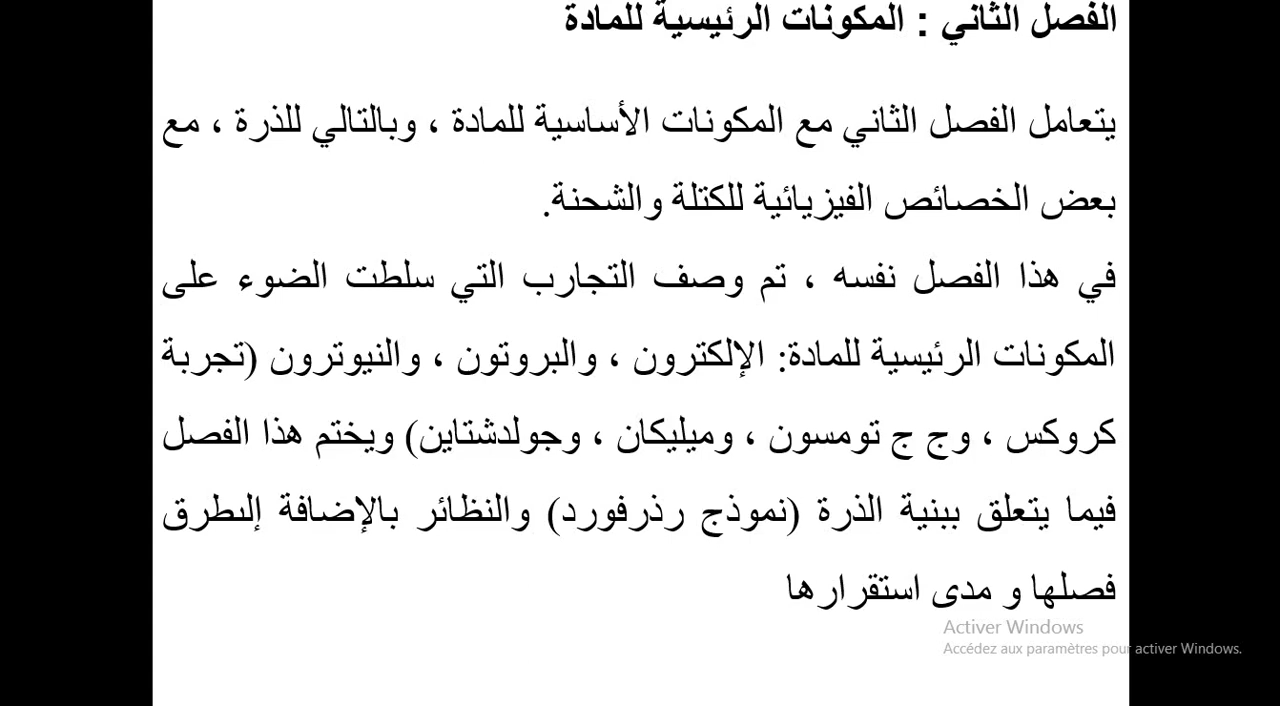 الفصل الثاني : المكونات الرئيسية للمادة
يتعامل الفصل الثاني مع المكونات الأساسية للمادة ، وبالتالي للذرة ، مع
بعض الخصائص الفيزيائية للكتلة والشحنة.
في هذا الفصل نفسه ، تم وصف التجارب التي سلطت الضوء على
المكونات الرئيسية للمادة: الإلكترون ، والبروتون ، والنيوترون (تجربة
كروكس ، وج ج تومسون ، وميليكان ، وجولدشتاين) ويختم هذا الفصل
فيما يتعلق ببنية الذرة (نموذج رذرفورد) والنظائر بالإضافة إلىطرق
فصلها و مدى استقرارها
Activer Windows
Accédez aux paramètres pour activer Windows.